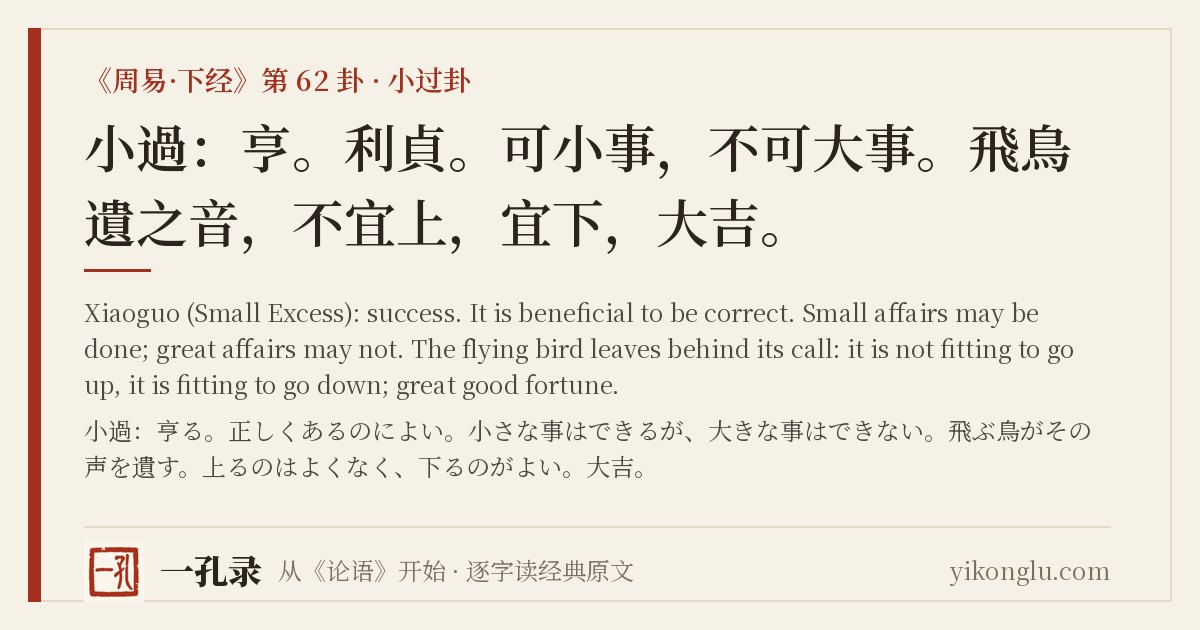 《周易·下经》第 62 卦 · 小过卦
小過：亨。利貞。可小事，不可大事。飛鳥
遺之音，不宜上，宜下，大吉。
Xiaoguo (Small Excess): success. It is beneficial to be correct. Small affairs may be
done; great affairs may not. The flying bird leaves behind its call: it is not fitting to go
up, it is fitting to go down; great good fortune.
小過：亨る。正しくあるのによい。小さな事はできるが、大きな事はできない。飛ぶ鳥がその
声を遺す。上るのはよくなく、下るのがよい。大吉。
一孔
一孔录
从《论语》开始 · 逐字读经典原文
yikonglu.com